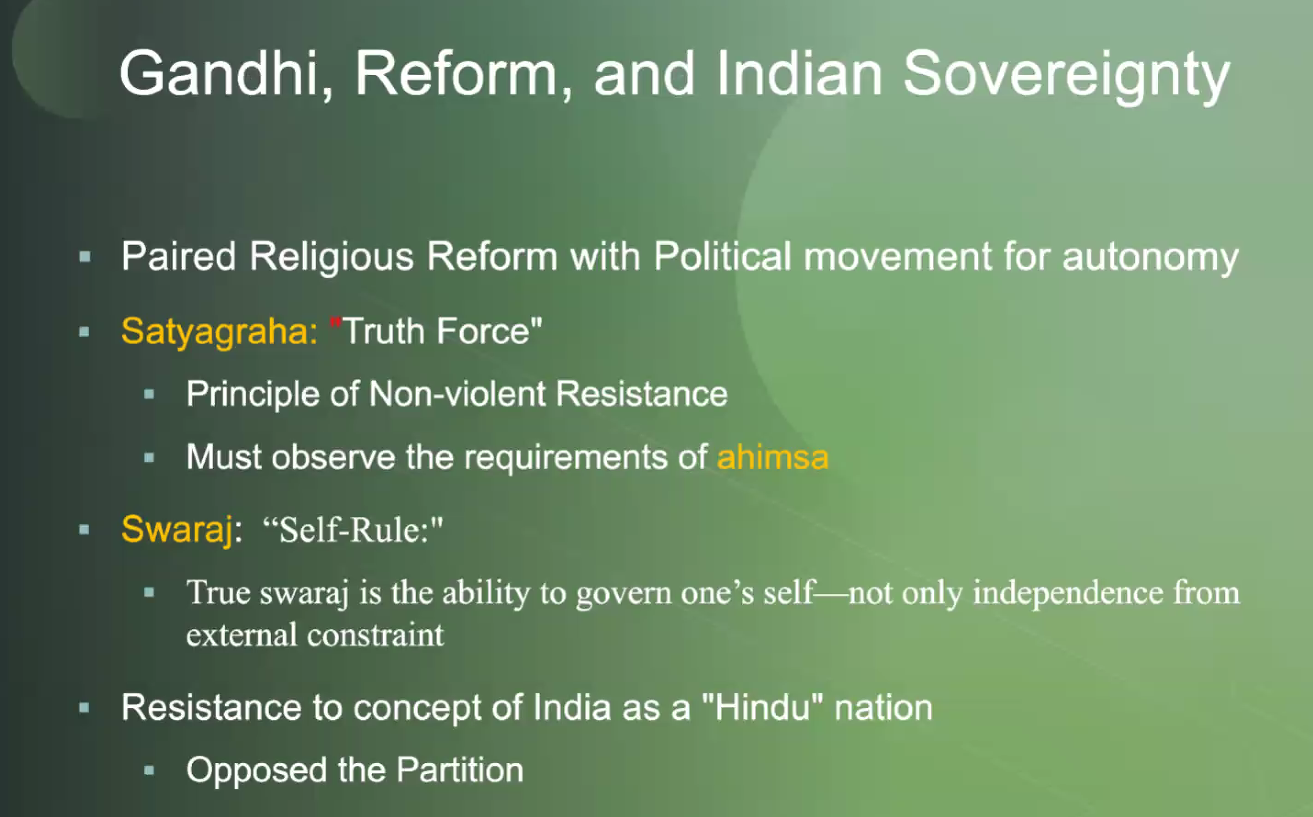 Gandhi, Reform, and Indian Sovereignty
▪ Paired Religious Reform with Political movement for autonomy
▪ Satyagraha: "Truth Force"
▪ Principle of Non-violent Resistance
▪ Must observe the requirements of ahimsa
▪ Swaraj: “Self-Rule:"
▪ True swaraj is the ability to govern one’s self—not only independence from
external constraint
▪ Resistance to concept of India as a "Hindu" nation
▪ Opposed the Partition